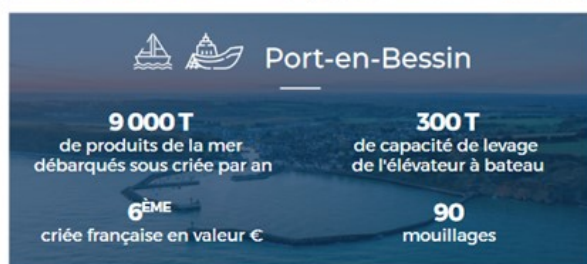 Port-en-Bessin
9 000 T
de produits de la mer
débarqués sous criée par an
300 T
de capacité de levage
de l'élévateur à bateau
6ÈME
criée française en valeur €
90
mouillages